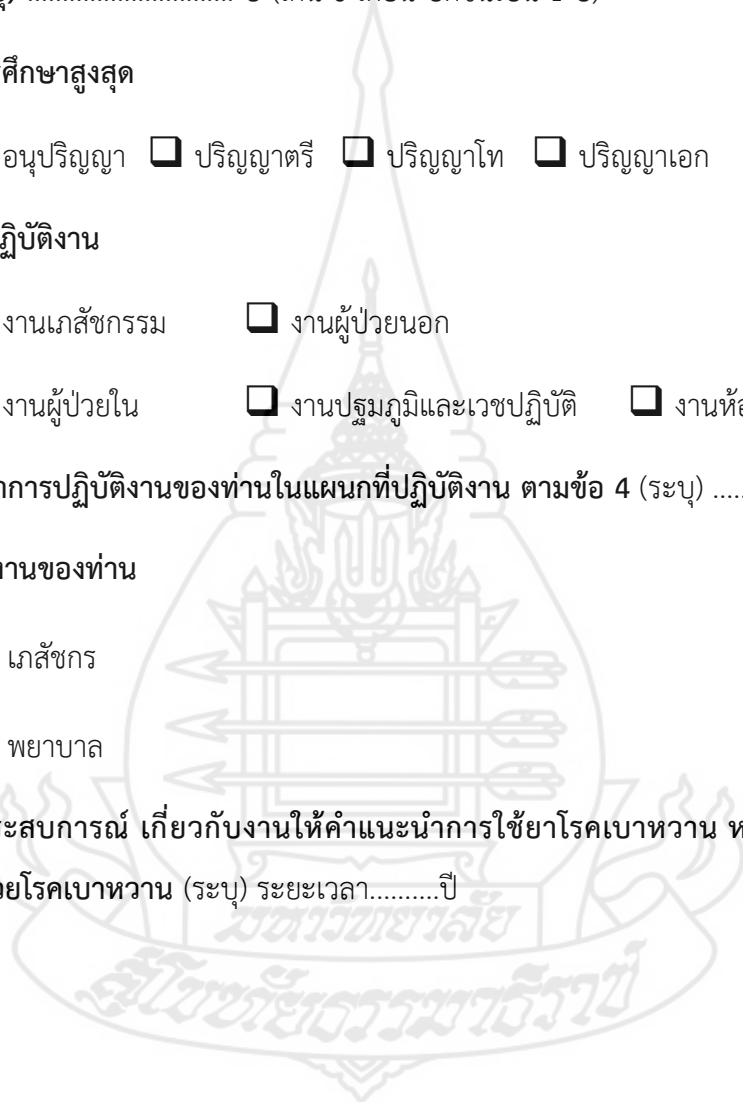 ศึกษาสูงสุด
อนุปริญญา ❑ ปริญญาตรี ❑ ปริญญาโท ❑ ปริญญาเอก
ฏิบัติงาน
งานเภสัชกรรม ❑ งานผู้ป่วยนอก
งานผู้ป่วยใน ❑ งานปฐมภูมิและเวชปฏิบัติ ❑ งานห้
าการปฏิบัติงานของท่านในแผนกที่ปฏิบัติงาน ตามข้อ 4 (ระบุ) .....
งานของท่าน
เภสัชกร
พยาบาล
ระสบการณ์ เกี่ยวกับงานให้คำแนะนำการใช้ยาโรคเบาหวาน ห
วยโรคเบาหวาน (ระบุ) ระยะเวลา..........ปี
มหาวิทยาลัย
สุโขทัยธรรมาธิราช